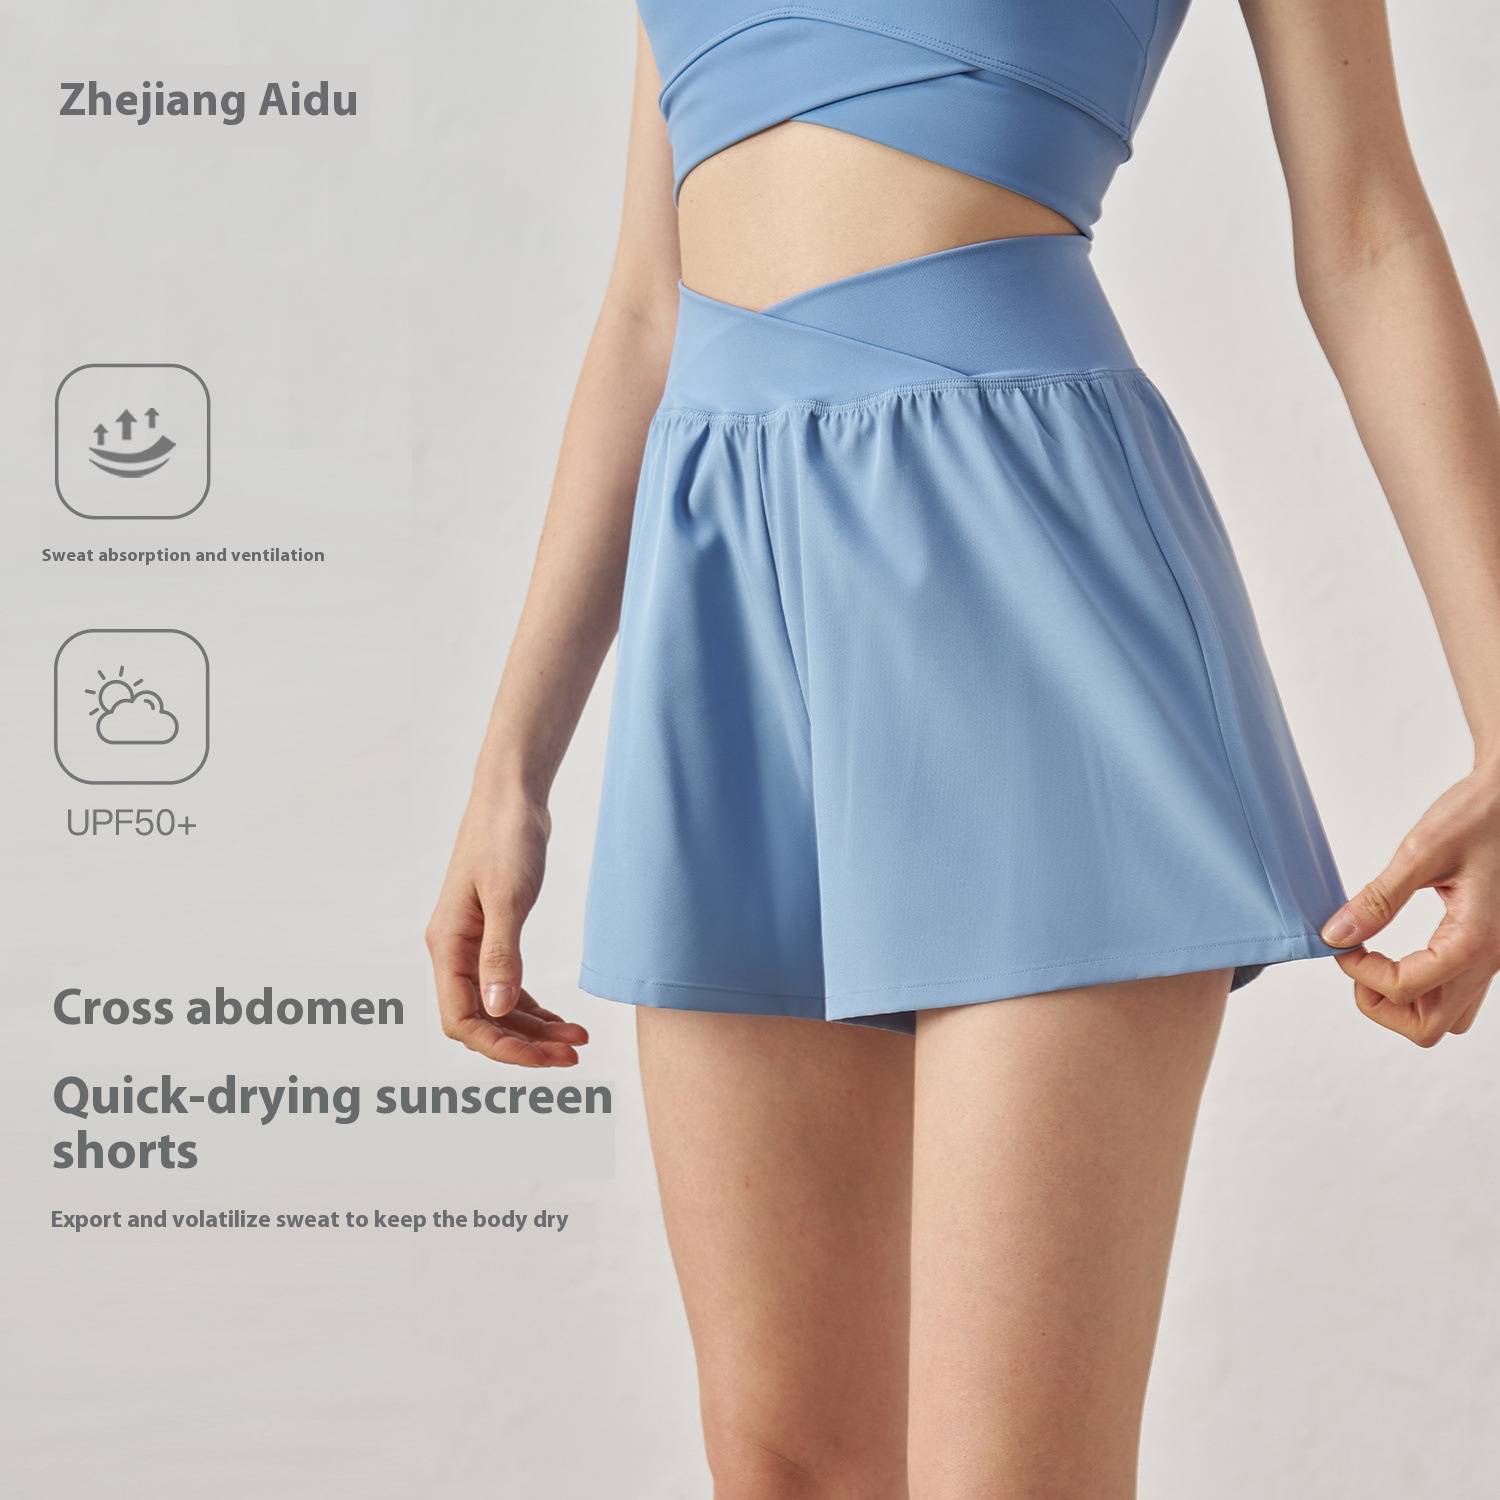 Zhejiang Aidu
Sweat absorption and ventilation
UPF50+
Cross abdomen
Quick-drying sunscreen
shorts
Export and volatilize sweat to keep the body dry